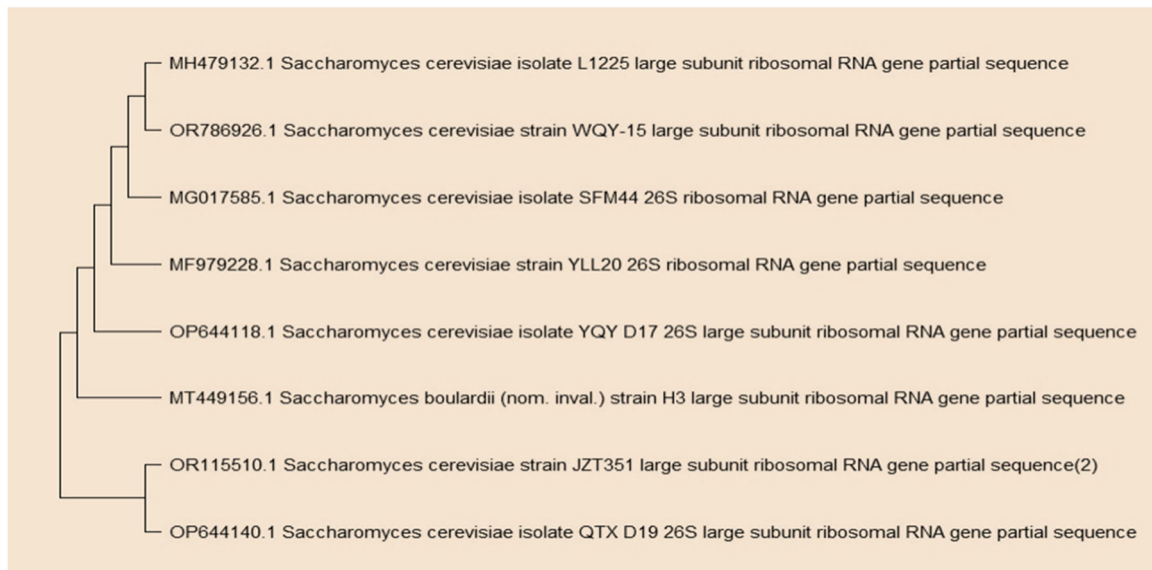 MH479132.1 Saccharomyces cerevisiae isolate L1225 large subunit ribosomal RNA gene partial sequence
OR786926.1 Saccharomyces cerevisiae strain WQY-15 large subunit ribosomal RNA gene partial sequence
MG017585.1 Saccharomyces cerevisiae isolate SFM44 26S ribosomal RNA gene partial sequence
MF979228.1 Saccharomyces cerevisiae strain YLL20 26S ribosomal RNA gene partial sequence
OP644118.1 Saccharomyces cerevisiae isolate YQY D17 26S large subunit ribosomal RNA gene partial sequence
MT449156.1 Saccharomyces boulardii (nom. inval.) strain H3 large subunit ribosomal RNA gene partial sequence
OR115510.1 Saccharomyces cerevisiae strain JZT351 large subunit ribosomal RNA gene partial sequence(2)
OP644140.1 Saccharomyces cerevisiae isolate QTX D19 26S large subunit ribosomal RNA gene partial sequence